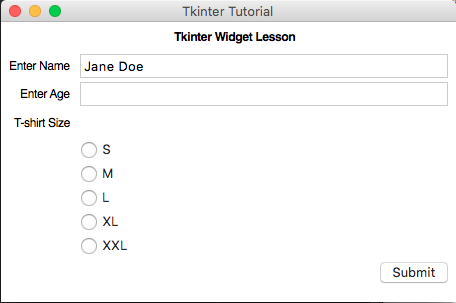 Tkinter Tutorial
Tkinter Widget Lesson
Enter Name Jane Doe
Enter Age
T-shirt Size
S
M
L
XL
XXL
Submit